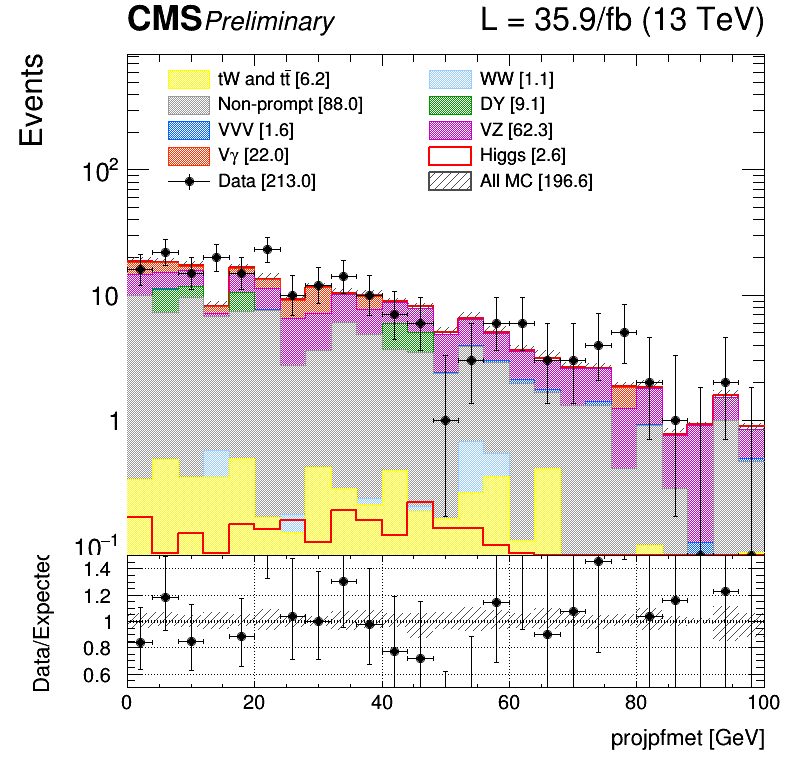 CMS Preliminary L = 35.9/fb (13 TeV)
Events
tW and tt̄ [6.2] WW [1.1]
Non-prompt [88.0] DY [9.1]
VVV [1.6] VZ [62.3]
Vγ [22.0] Higgs [2.6]
Data [213.0] All MC [196.6]
10²
10
1
10⁻¹
Data/Expected
1.4
1.2
1
0.8
0.6
0 20 40 60 80 100
projpfmet [GeV]